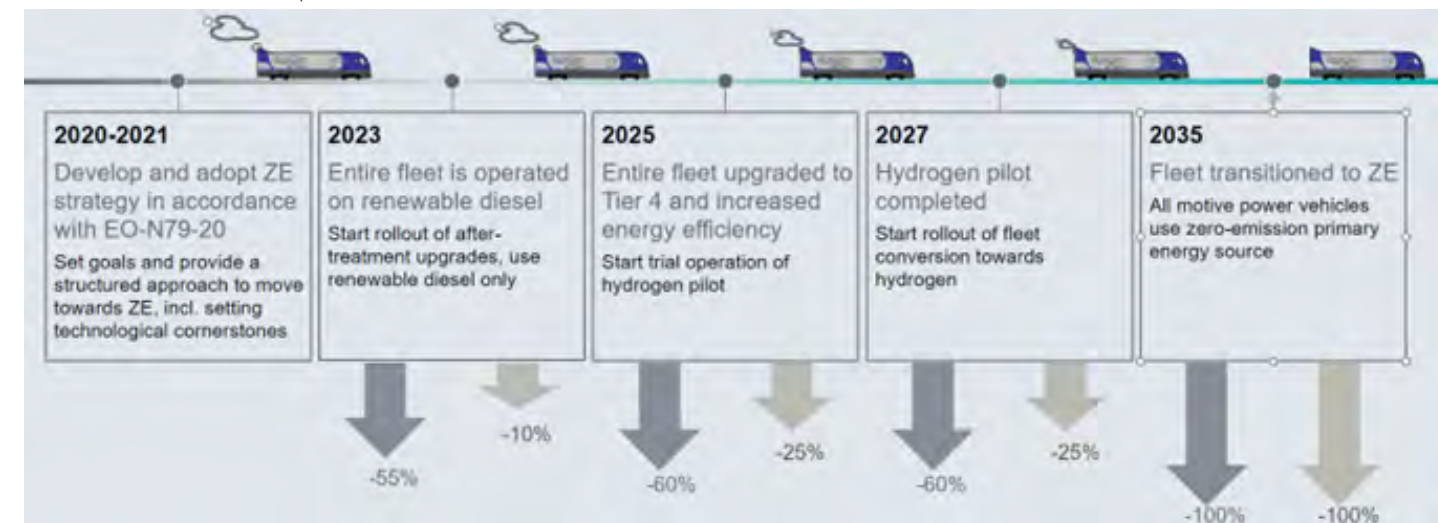 2020-2021
Develop and adopt ZE
strategy in accordance
with EO-N79-20
Set goals and provide a
structured approach to move
towards ZE, incl. setting
technological cornerstones
2023
Entire fleet is operated
on renewable diesel
Start rollout of after-
treatment upgrades, use
renewable diesel only
2025
Entire fleet upgraded to
Tier 4 and increased
energy efficiency
Start trial operation of
hydrogen pilot
2027
Hydrogen pilot
completed
Start rollout of fleet
conversion towards
hydrogen
2035
Fleet transitioned to ZE
All motive power vehicles
use zero-emission primary
energy source
-55%
-10%
-60%
-25%
-60%
-25%
-100%
-100%